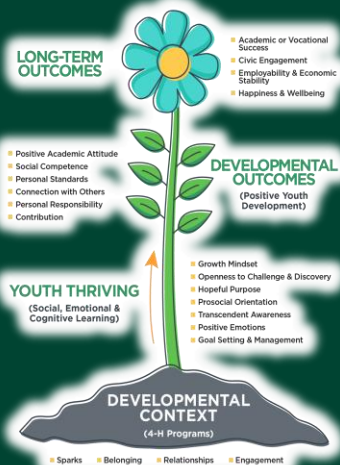 LONG-TERM
OUTCOMES
Academic or Vocational
Success
Civic Engagement
Employability & Economic
Stability
Happiness & Wellbeing
Positive Academic Attitude
Social Competence
Personal Standards
Connection with Others
Personal Responsibility
Contribution
DEVELOPMENTAL
OUTCOMES
(Positive Youth
Development)
YOUTH THRIVING
(Social, Emotional &
Cognitive Learning)
Growth Mindset
Openness to Challenge & Discovery
Hopeful Purpose
Prosocial Orientation
Transcendent Awareness
Positive Emotions
Goal Setting & Management
DEVELOPMENTAL
CONTEXT
(4-H Programs)
Sparks Belonging Relationships Engagement